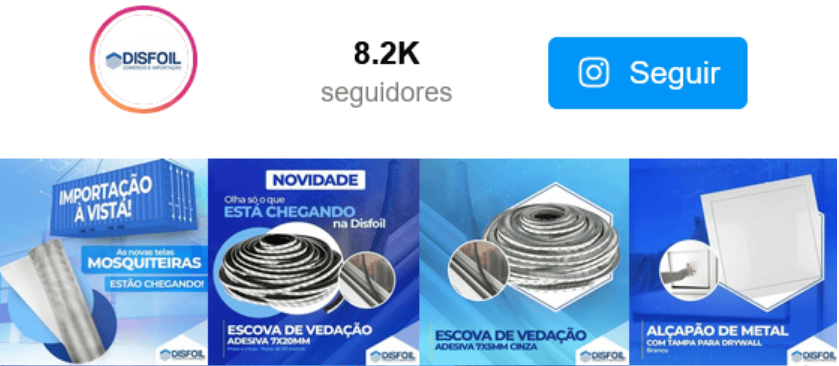 DISFOIL
COMÉRCIO E IMPORTAÇÃO
8.2K
seguidores
Seguir
IMPORTAÇÃO
À VISTA!
As novas telas
MOSQUITEIRAS
ESTÃO CHEGANDO!
DISFOIL
NOVIDADE
Olha só o que
ESTÁ CHEGANDO
na Disfoil
ESCOVA DE VEDAÇÃO
ADESIVA 7X20MM
DISFOIL
ESCOVA DE VEDAÇÃO
ADESIVA 7X5MM CINZA
DISFOIL
ALÇAPÃO DE METAL
COM TAMPA PARA DRYWALL
Branco
DISFOIL